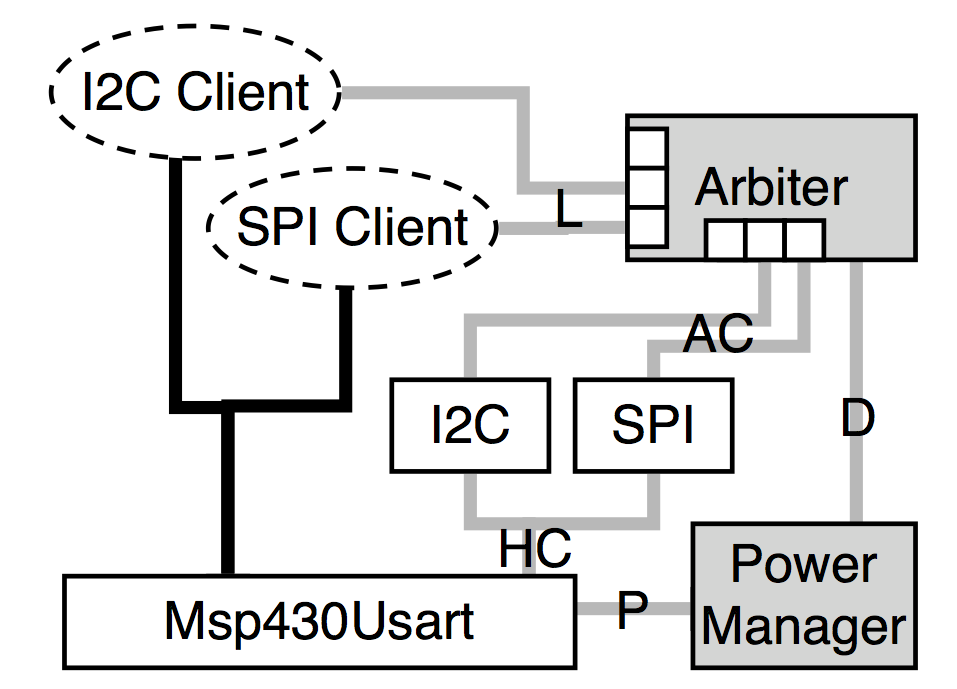 I2C Client
SPI Client
L
Arbiter
AC
I2C
SPI
D
HC
Msp430Usart
P
Power
Manager